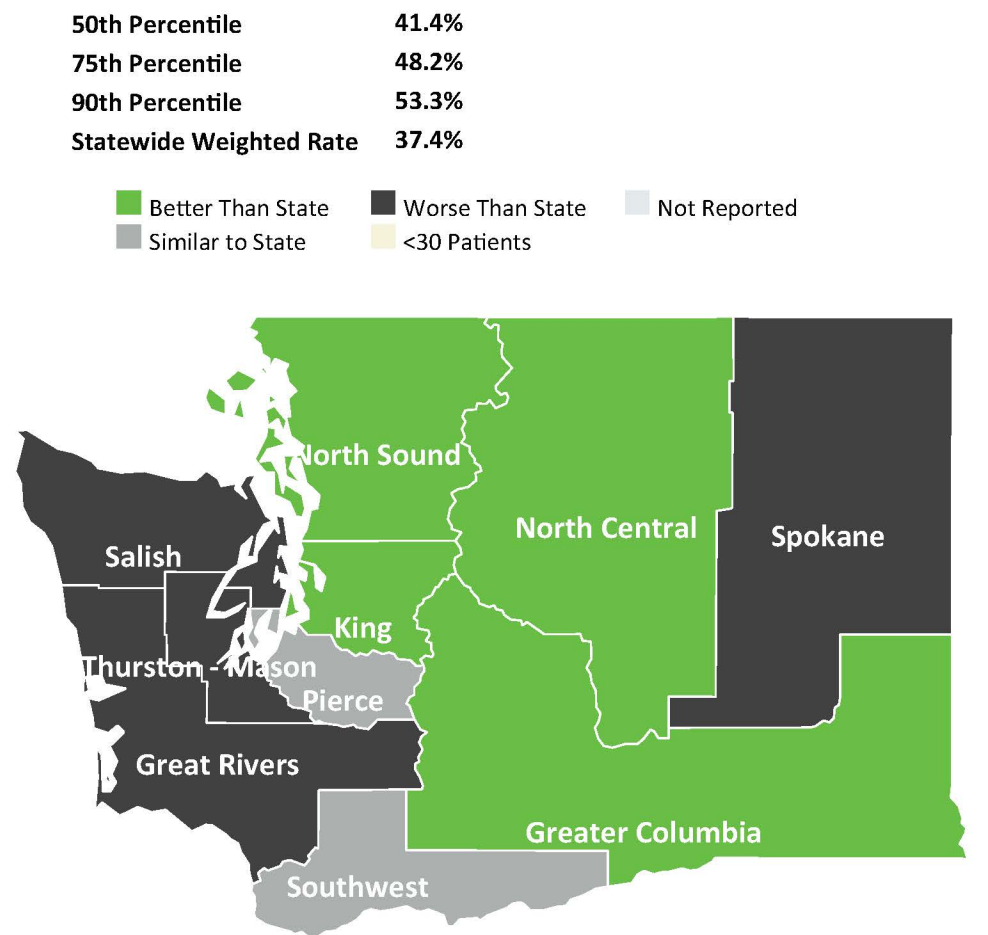 50th Percentile 41.4%
75th Percentile 48.2%
90th Percentile 53.3%
Statewide Weighted Rate 37.4%
Better Than State Worse Than State Not Reported
Similar to State <30 Patients
North Sound
North Central
Spokane
Salish
King
Thurston - Mason
Pierce
Great Rivers
Greater Columbia
Southwest